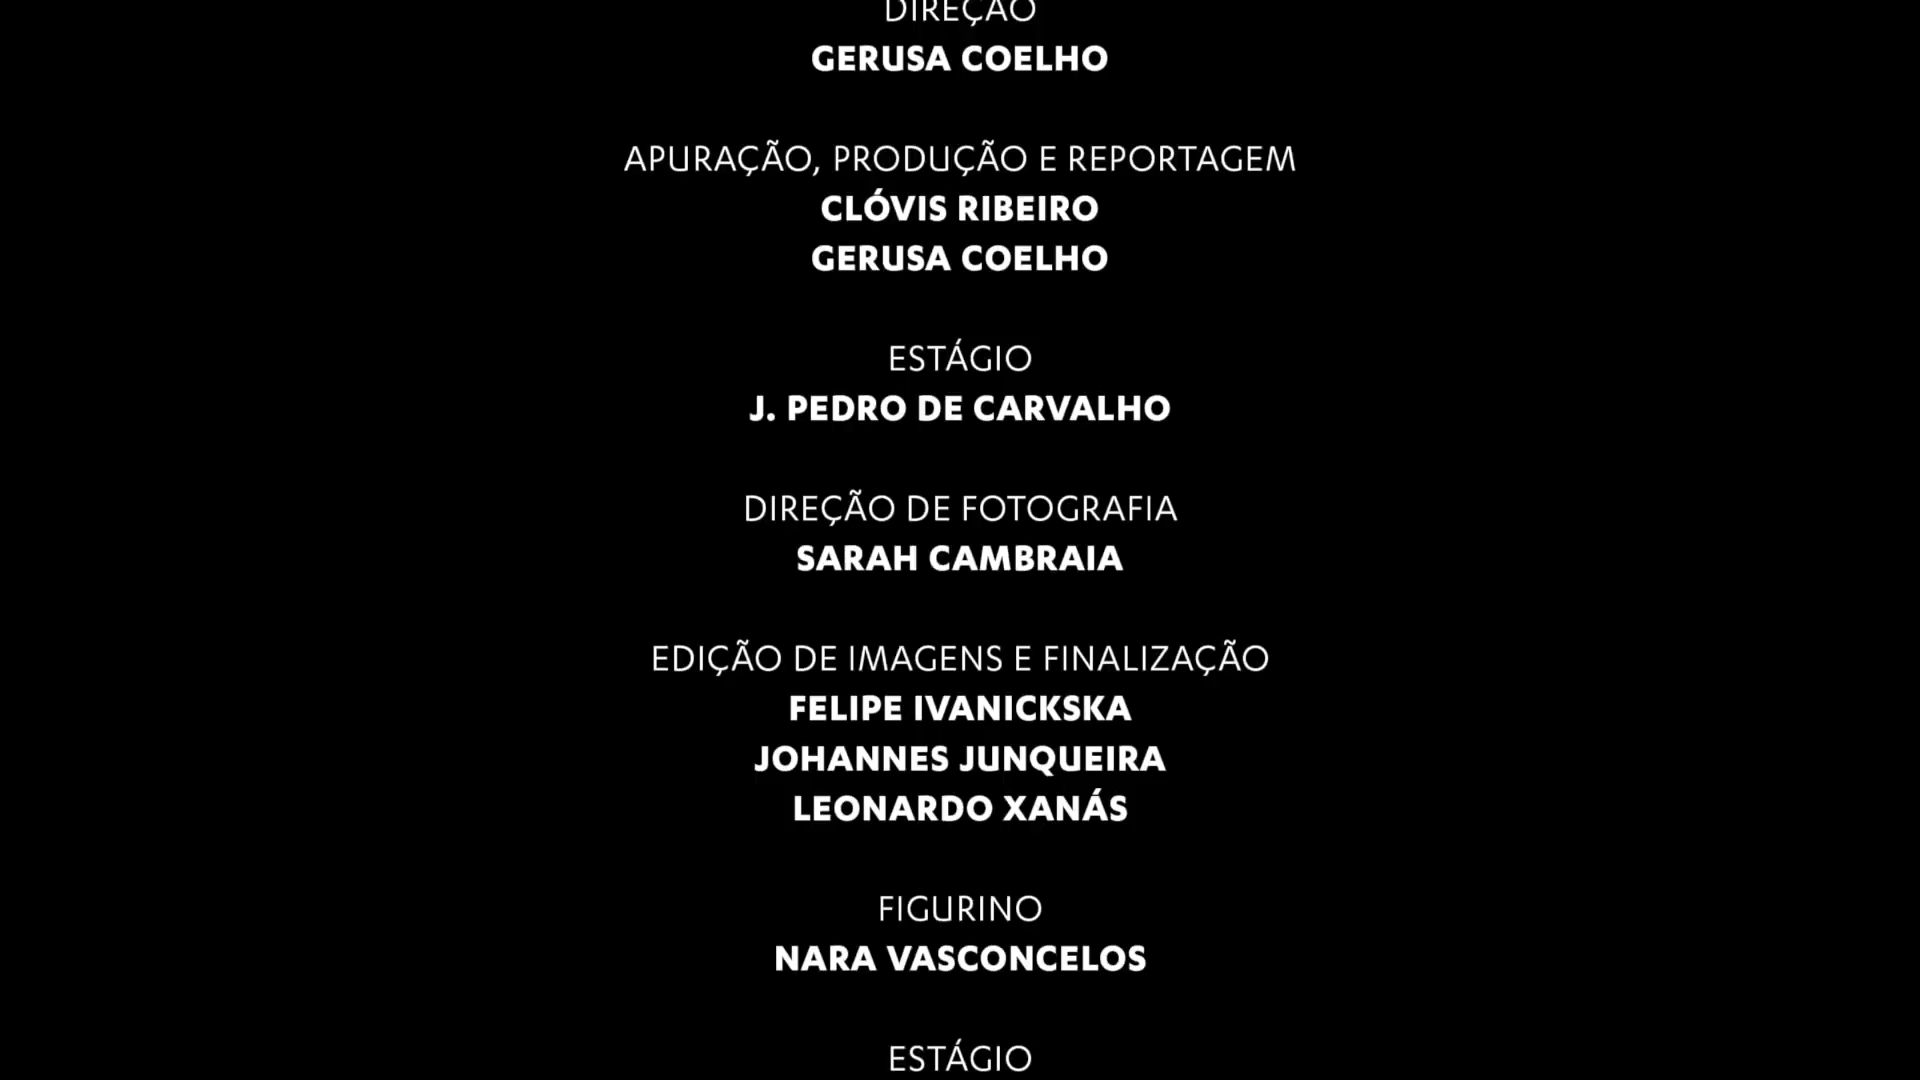 DIREÇÃO
GERUSA COELHO
APURAÇÃO, PRODUÇÃO E REPORTAGEM
CLÓVIS RIBEIRO
GERUSA COELHO
ESTÁGIO
J. PEDRO DE CARVALHO
DIREÇÃO DE FOTOGRAFIA
SARAH CAMBRAIA
EDIÇÃO DE IMAGENS E FINALIZAÇÃO
FELIPE IVANICKSKA
JOHANNES JUNQUEIRA
LEONARDO XANÁS
FIGURINO
NARA VASCONCELOS
ESTÁGIO